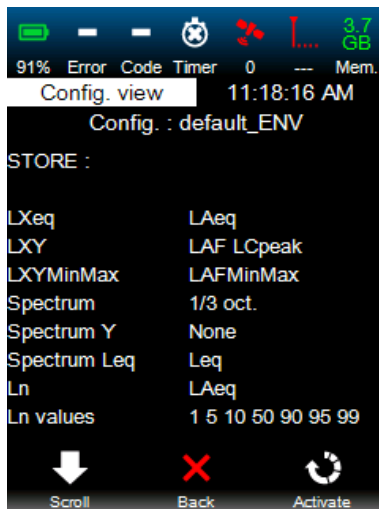 3.7
GB
91% Error Code Timer 0 --- Mem.
Config. view 11:18:16 AM
Config. : default_ENV
STORE :
LXeq LAeq
LXY LAF LCpeak
LXYMinMax LAFMinMax
Spectrum 1/3 oct.
Spectrum Y None
Spectrum Leq Leq
Ln LAeq
Ln values 1 5 10 50 90 95 99
Scroll Back Activate